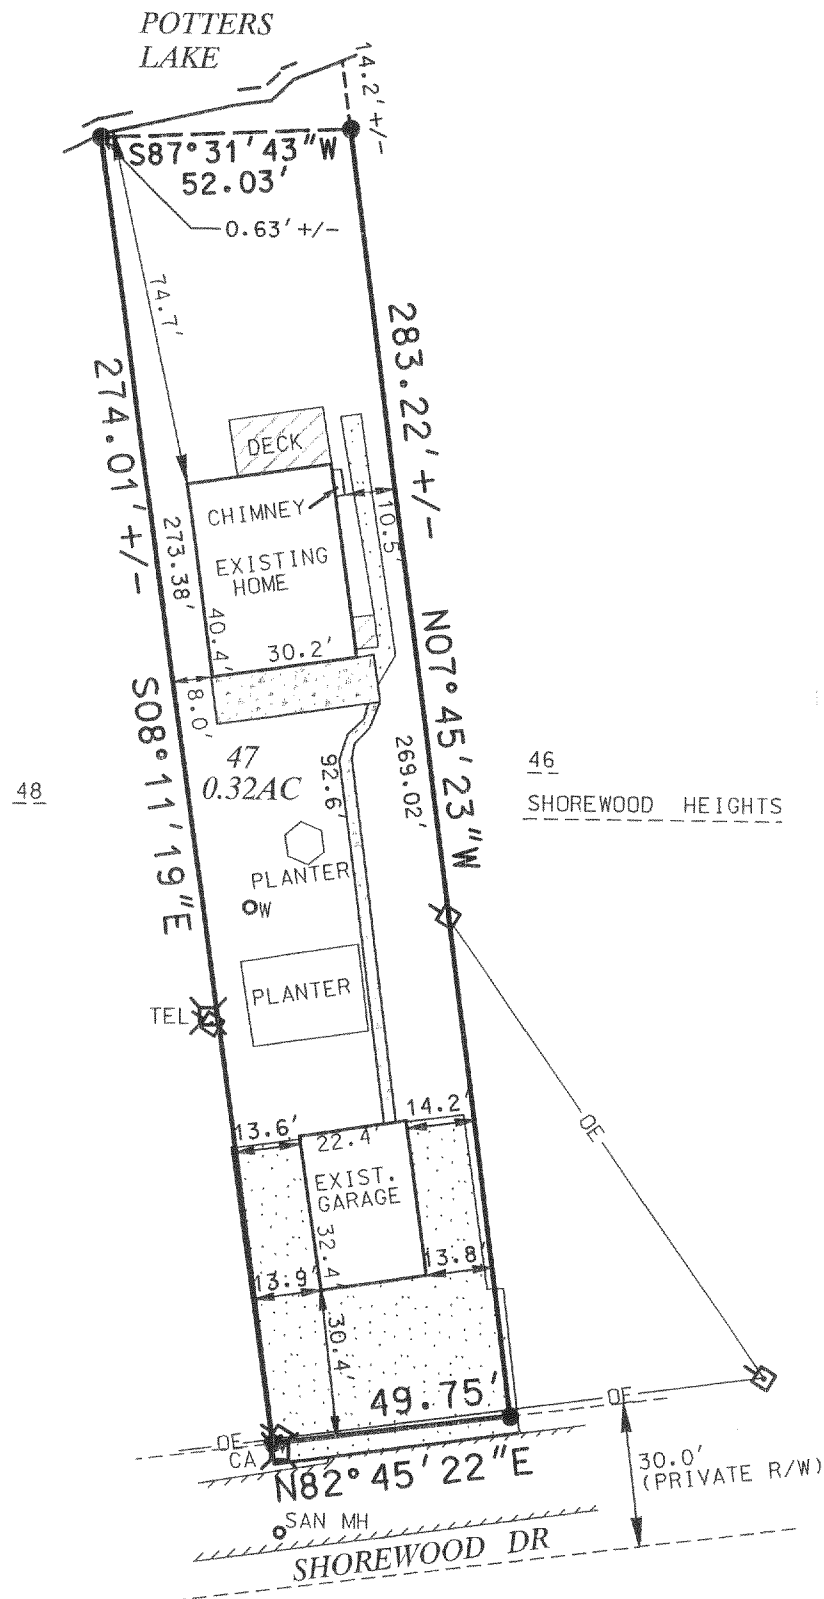 POTTERS
LAKE
14.2'+/-
S87°31'43"W
52.03'
0.63'+/-
74.7'
283.22'+/-
274.01'+/-
DECK
CHIMNEY
10.5'
273.38'
EXISTING
HOME
40.4'
30.2'
N07°45'23"W
8.0'
S08°11'19"E
47
0.32AC
92.6'
269.02'
46
48
SHOREWOOD HEIGHTS
PLANTER
W
PLANTER
TEL
OE
14.2'
13.6'
22.4'
EXIST.
GARAGE
32.4'
13.8'
13.9'
30.4'
49.75'
OE
OE
CA
N82°45'22"E
30.0'
(PRIVATE R/W)
SAN MH
SHOREWOOD DR